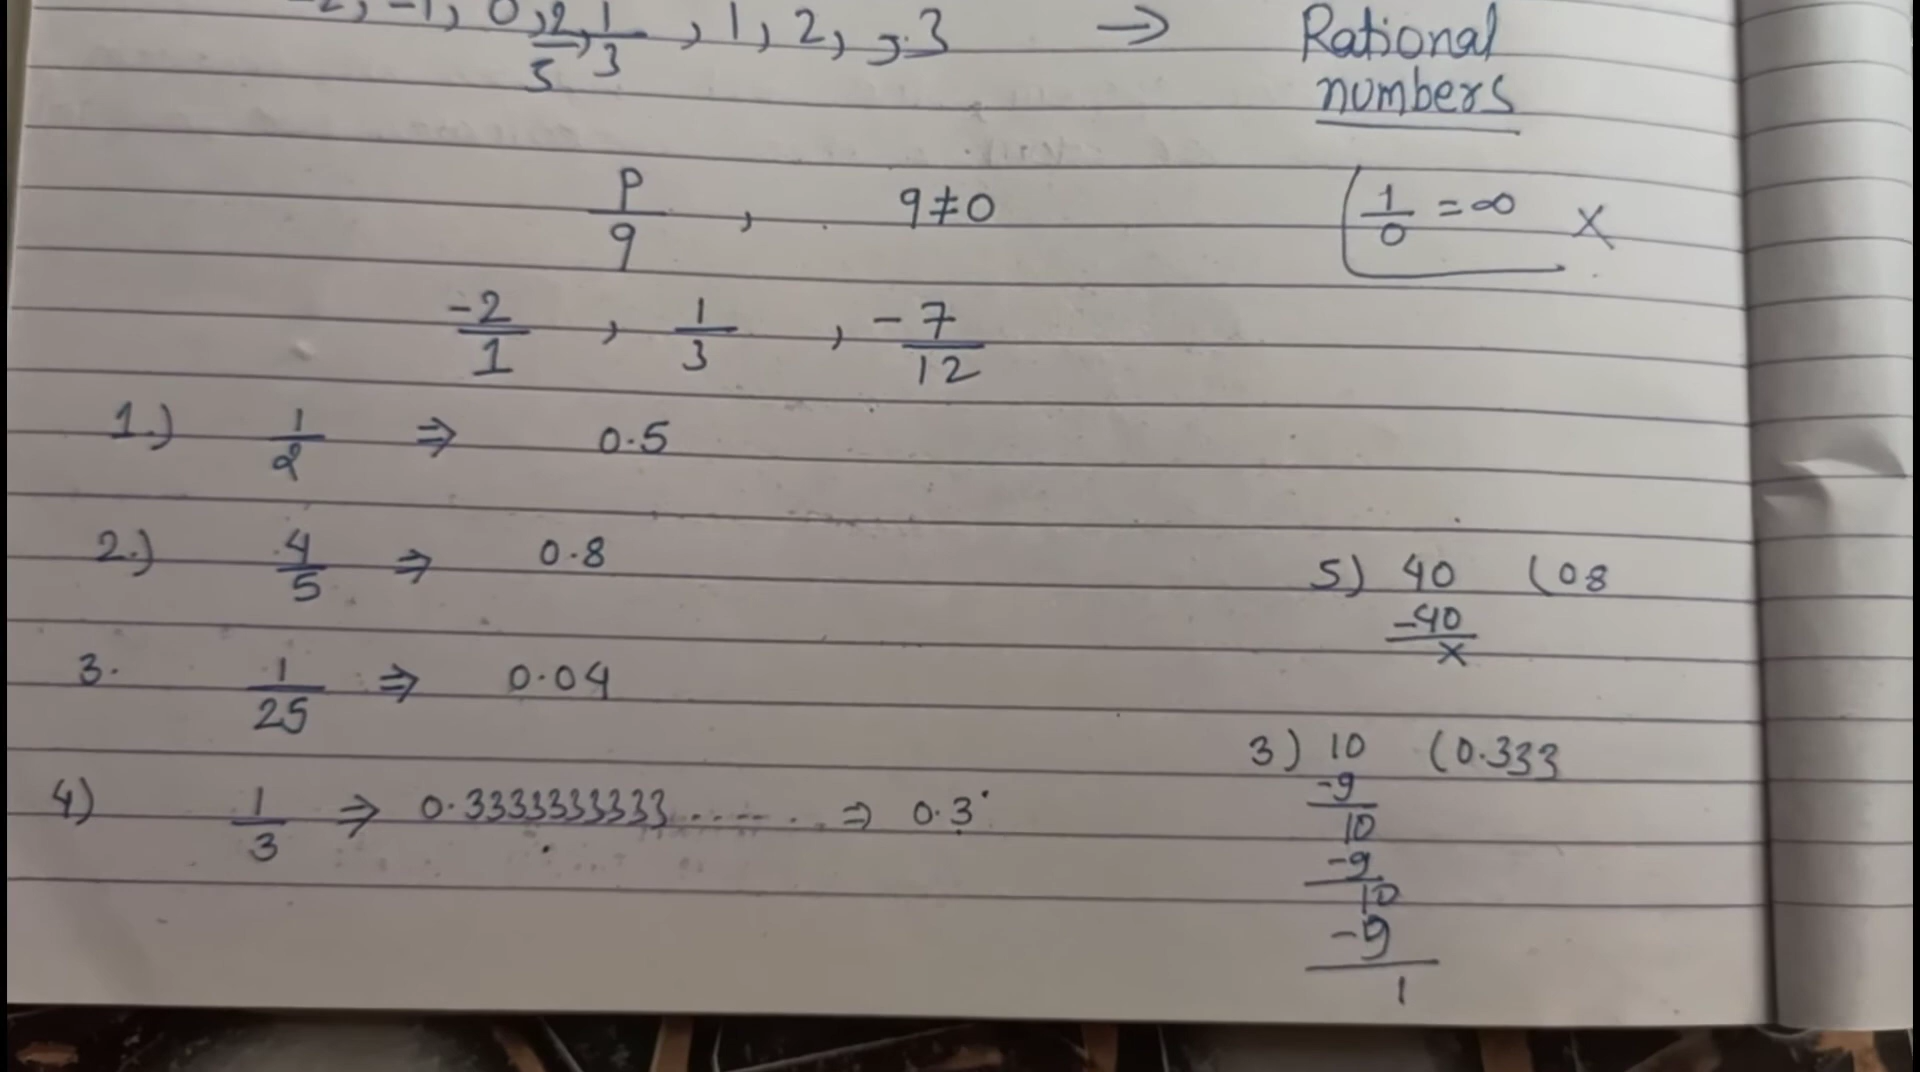 -2, -1, 0, 2/5, 1/3, 1, 2, 3 → Rational
numbers
p/q , q≠0
1/0 = ∞ ×
-2/1 , 1/3 , -7/12
1.) 1/2 ⇒ 0.5
2.) 4/5 ⇒ 0.8
5) 40 (08
-40
×
3. 1/25 ⇒ 0.04
4) 1/3 ⇒ 0.3333333333....... ⇒ 0.3̇
3) 10 (0.333
-9
10
-9
10
-9
1